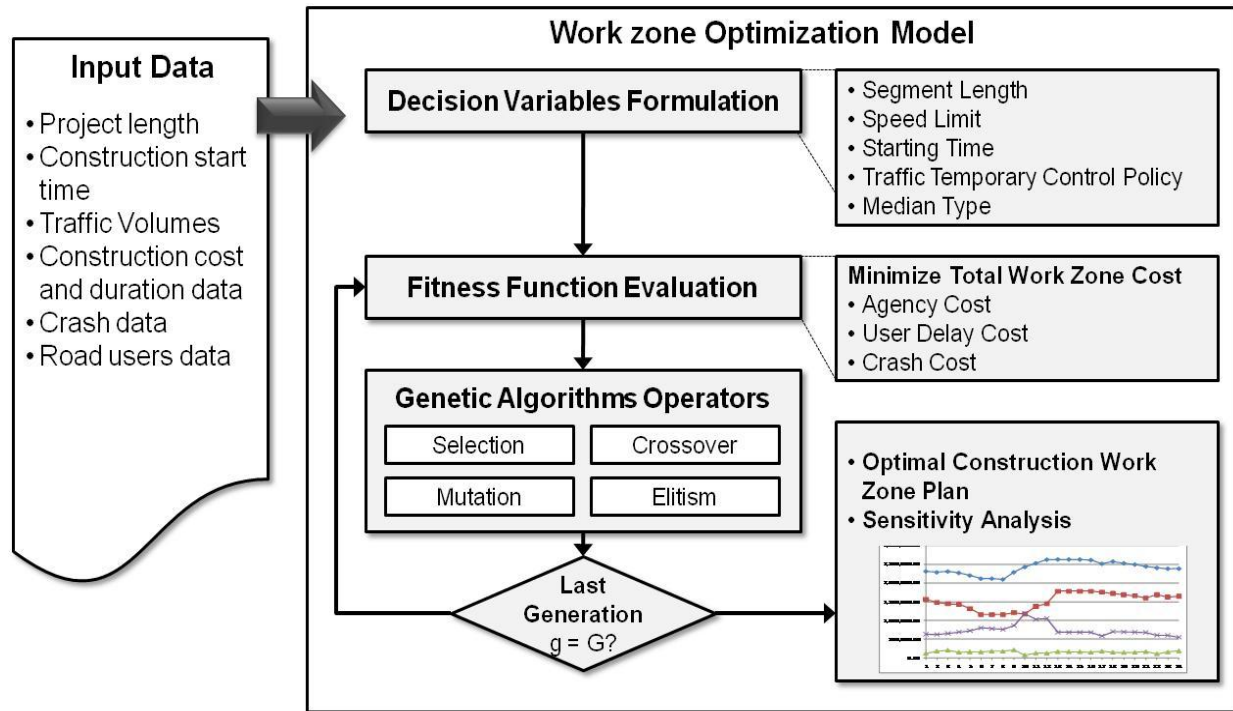 Work zone Optimization Model
Input Data
• Project length
• Construction start
time
• Traffic Volumes
• Construction cost
and duration data
• Crash data
• Road users data
Decision Variables Formulation
• Segment Length
• Speed Limit
• Starting Time
• Traffic Temporary Control Policy
• Median Type
Fitness Function Evaluation
Minimize Total Work Zone Cost
• Agency Cost
• User Delay Cost
• Crash Cost
Genetic Algorithms Operators
Selection
Crossover
Mutation
Elitism
Last
Generation
g = G?
• Optimal Construction Work
Zone Plan
• Sensitivity Analysis